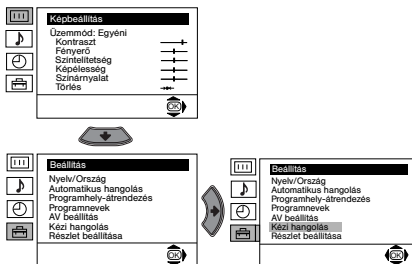 Képbeállítás
Üzemmód: Egyéni
Kontraszt
Fényerő
Színtelítetség
Képélesség
Színárnyalat
Törlés
OK
Beállítás
Nyelv/Ország
Automatikus hangolás
Programhely-átrendezés
Programnevek
AV beállítás
Kézi hangolás
Részlet beállítása
OK
Beállítás
Nyelv/Ország
Automatikus hangolás
Programhely-átrendezés
Programnevek
AV beállítás
Kézi hangolás
Részlet beállítása
OK